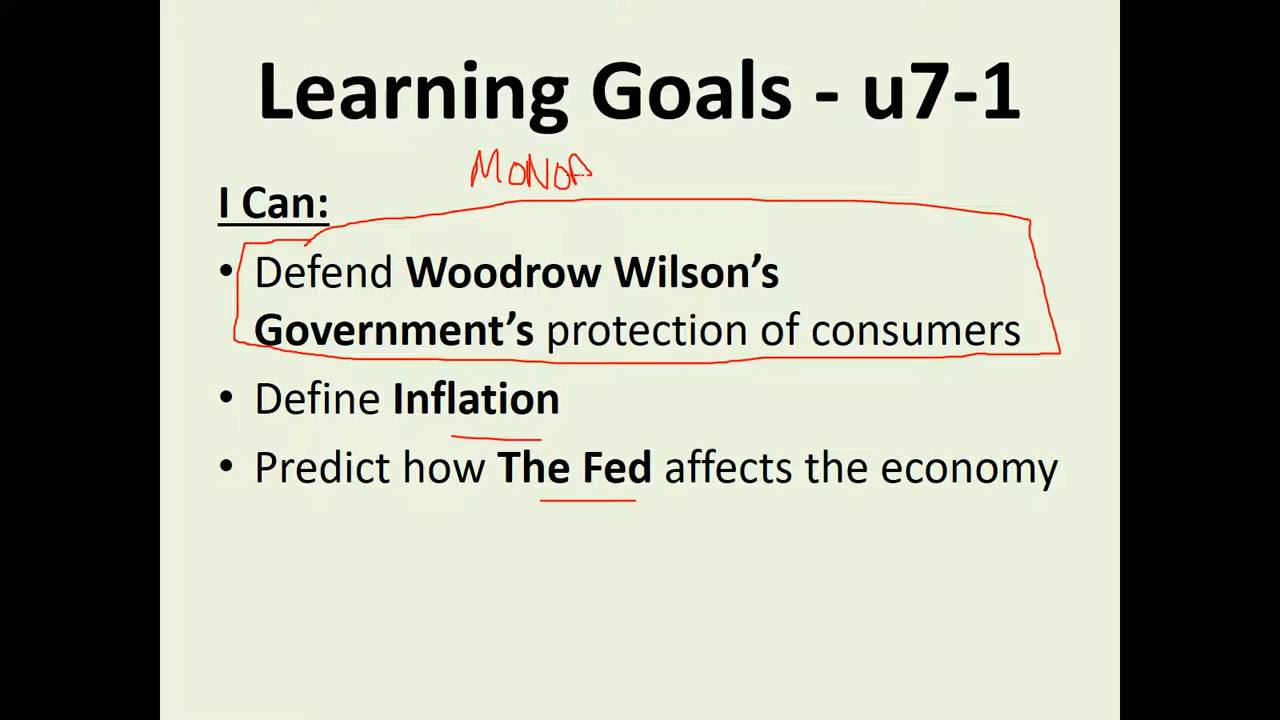 Learning Goals - u7-1
MONOP
I Can:
• Defend Woodrow Wilson’s
Government’s protection of consumers
• Define Inflation
• Predict how The Fed affects the economy